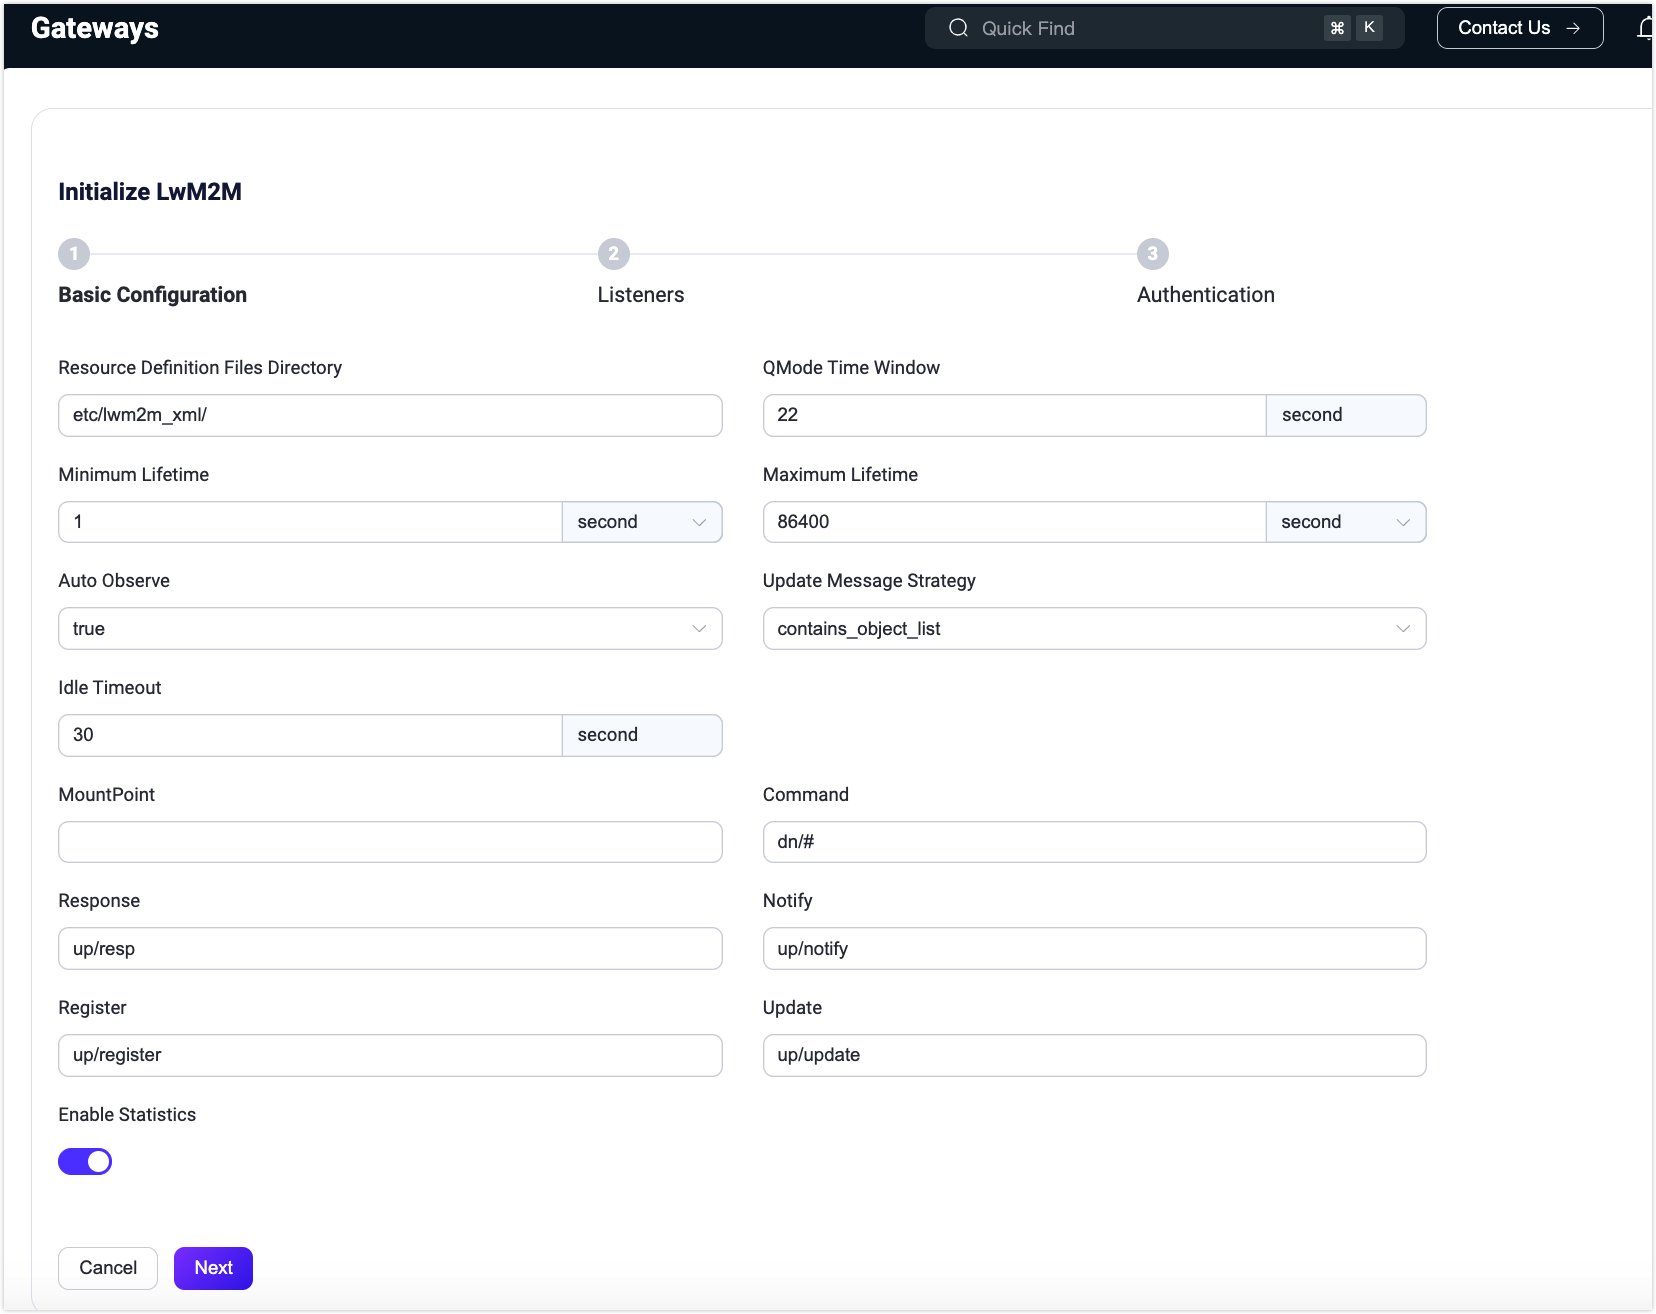 Gateways
Quick Find
⌘ K
Contact Us →
Initialize LwM2M
1
2
3
Basic Configuration
Listeners
Authentication
Resource Definition Files Directory
QMode Time Window
etc/lwm2m_xml/
22
second
Minimum Lifetime
Maximum Lifetime
1
second
86400
second
Auto Observe
Update Message Strategy
true
contains_object_list
Idle Timeout
30
second
MountPoint
Command
dn/#
Response
Notify
up/resp
up/notify
Register
Update
up/register
up/update
Enable Statistics
Cancel
Next